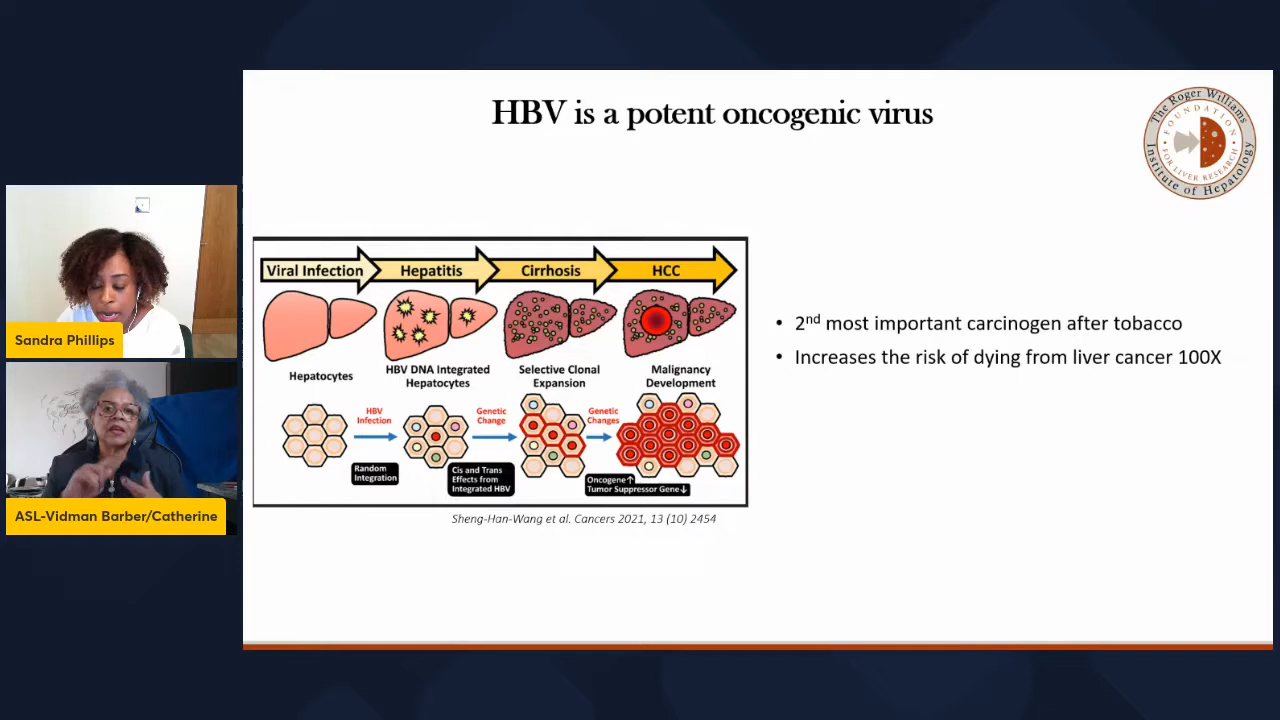 HBV is a potent oncogenic virus
The Roger Williams
FOUNDATION
FOR LIVER RESEARCH
Institute of Hepatology
Viral Infection
Hepatitis
Cirrhosis
HCC
Hepatocytes
HBV DNA Integrated
Hepatocytes
Selective Clonal
Expansion
Malignancy
Development
HBV
Infection
Genetic
Change
Genetic
Changes
Random
Integration
Cis and Trans
Effects from
Integrated HBV
Oncogene↑
Tumor Suppressor Gene↓
Sheng-Han-Wang et al. Cancers 2021, 13 (10) 2454
• 2nd most important carcinogen after tobacco
• Increases the risk of dying from liver cancer 100X
Sandra Phillips
ASL-Vidman Barber/Catherine